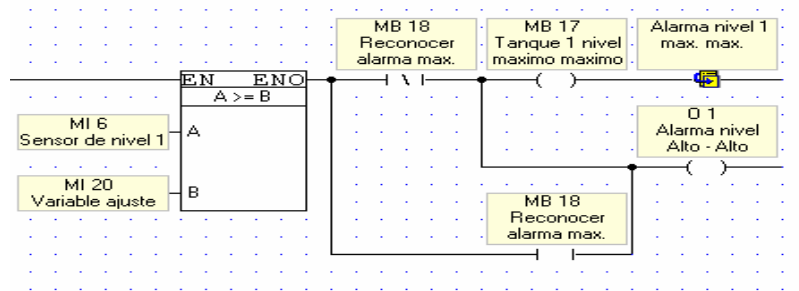 MB 18
Reconocer
alarma max.
MB 17
Tanque 1 nivel
maximo maximo
Alarma nivel 1
max. max.
EN ENO
A >= B
MI 6
Sensor de nivel 1
A
O 1
Alarma nivel
Alto - Alto
MI 20
Variable ajuste
B
MB 18
Reconocer
alarma max.